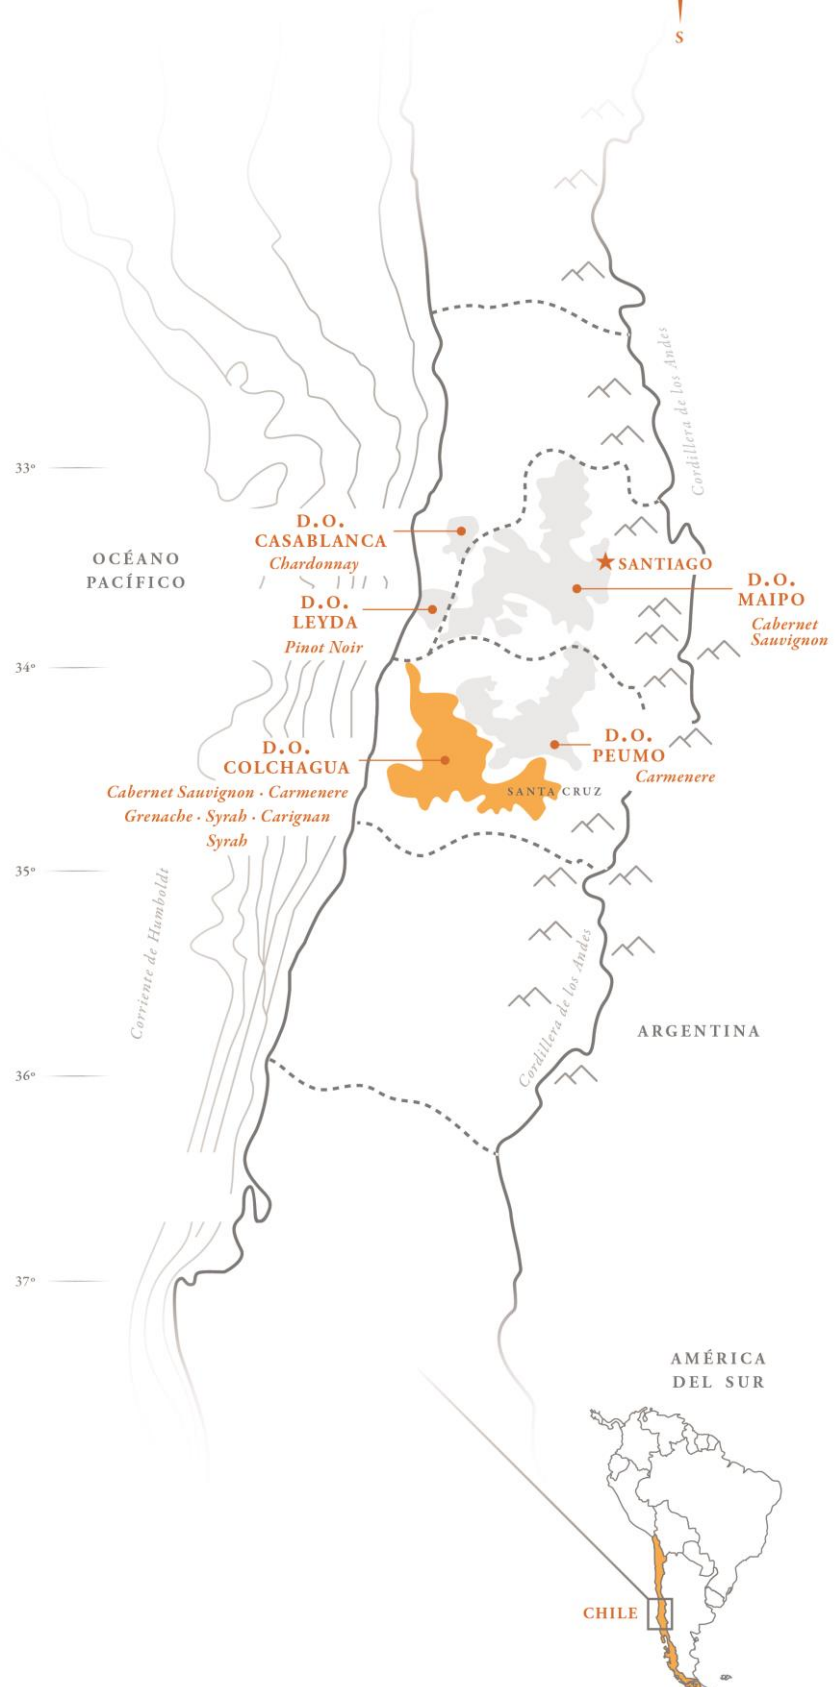 S
Cordillera de los Andes
33º
D.O.
CASABLANCA
Chardonnay
OCÉANO
PACÍFICO
SANTIAGO
D.O.
MAIPO
Cabernet
Sauvignon
D.O.
LEYDA
Pinot Noir
34º
D.O.
COLCHAGUA
Cabernet Sauvignon · Carmenere
Grenache · Syrah · Carignan
Syrah
D.O.
PEUMO
Carmenere
SANTA CRUZ
35º
Corriente de Humboldt
Cordillera de los Andes
ARGENTINA
36º
37º
AMÉRICA
DEL SUR
CHILE